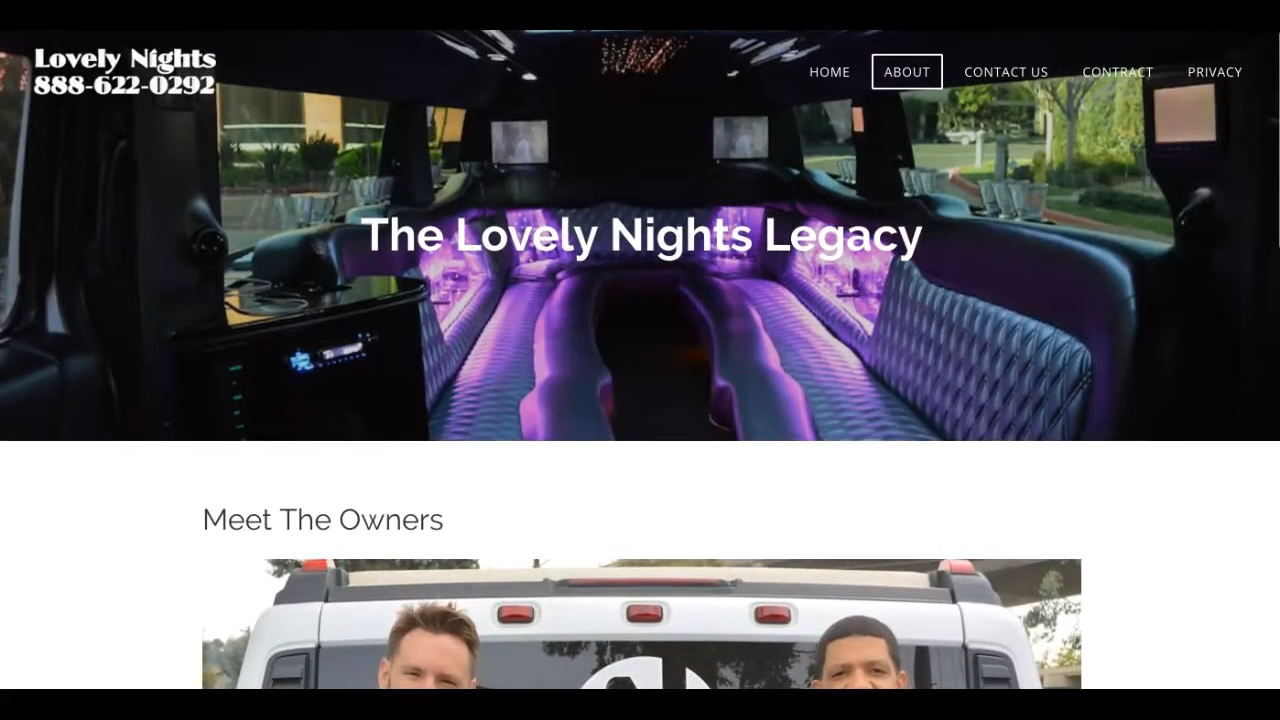 Lovely Nights
888-622-0292
HOME
ABOUT
CONTACT US
CONTRACT
PRIVACY
The Lovely Nights Legacy
Meet The Owners